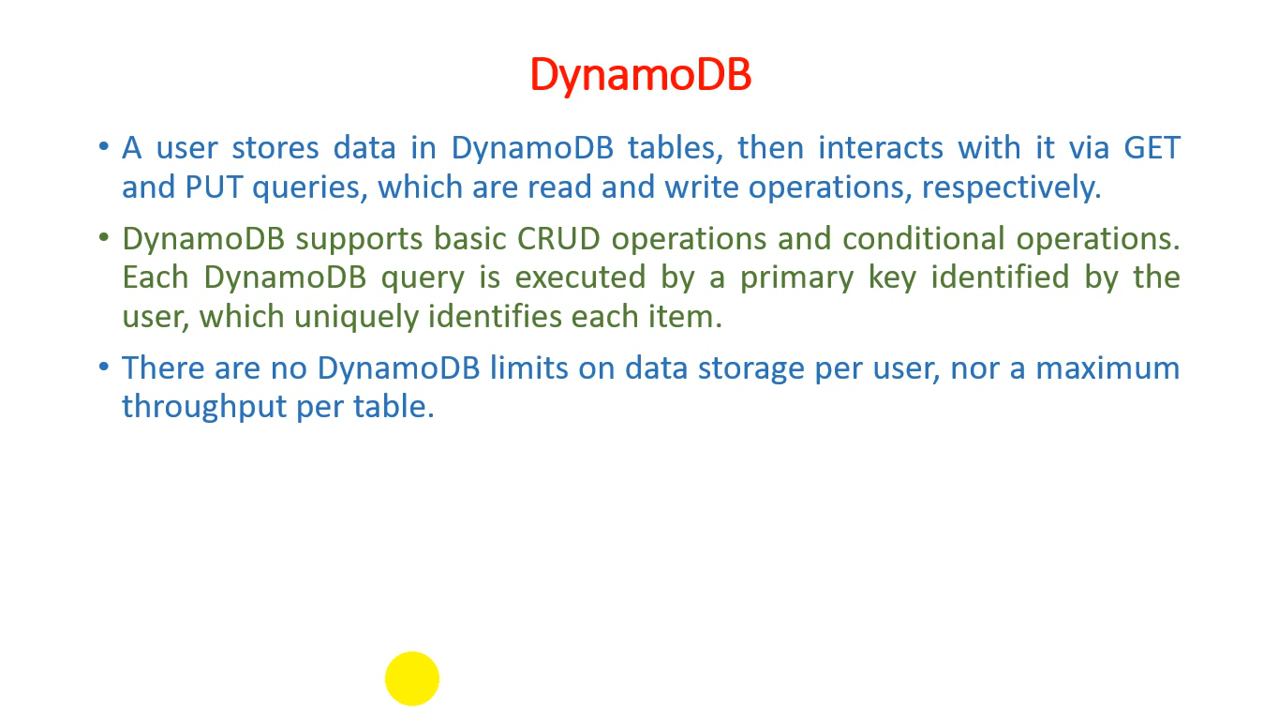 DynamoDB
• A user stores data in DynamoDB tables, then interacts with it via GET
and PUT queries, which are read and write operations, respectively.
• DynamoDB supports basic CRUD operations and conditional operations.
Each DynamoDB query is executed by a primary key identified by the
user, which uniquely identifies each item.
• There are no DynamoDB limits on data storage per user, nor a maximum
throughput per table.